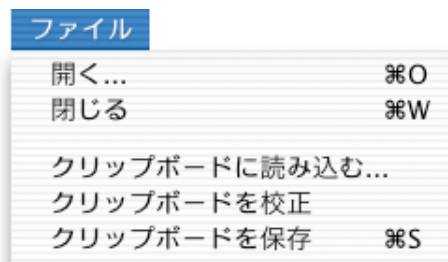 ファイル
開く... ⌘O
閉じる ⌘W
クリップボードに読み込む...
クリップボードを校正
クリップボードを保存 ⌘S